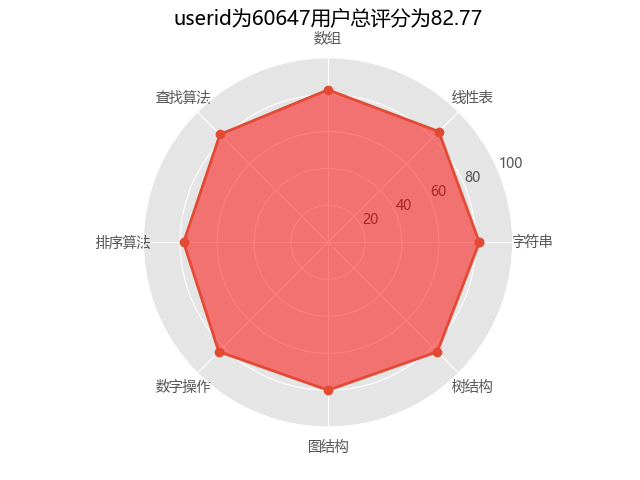 userid为60647用户总评分为82.77
数组
查找算法
线性表
100
80
60
40
20
排序算法
字符串
数字操作
树结构
图结构